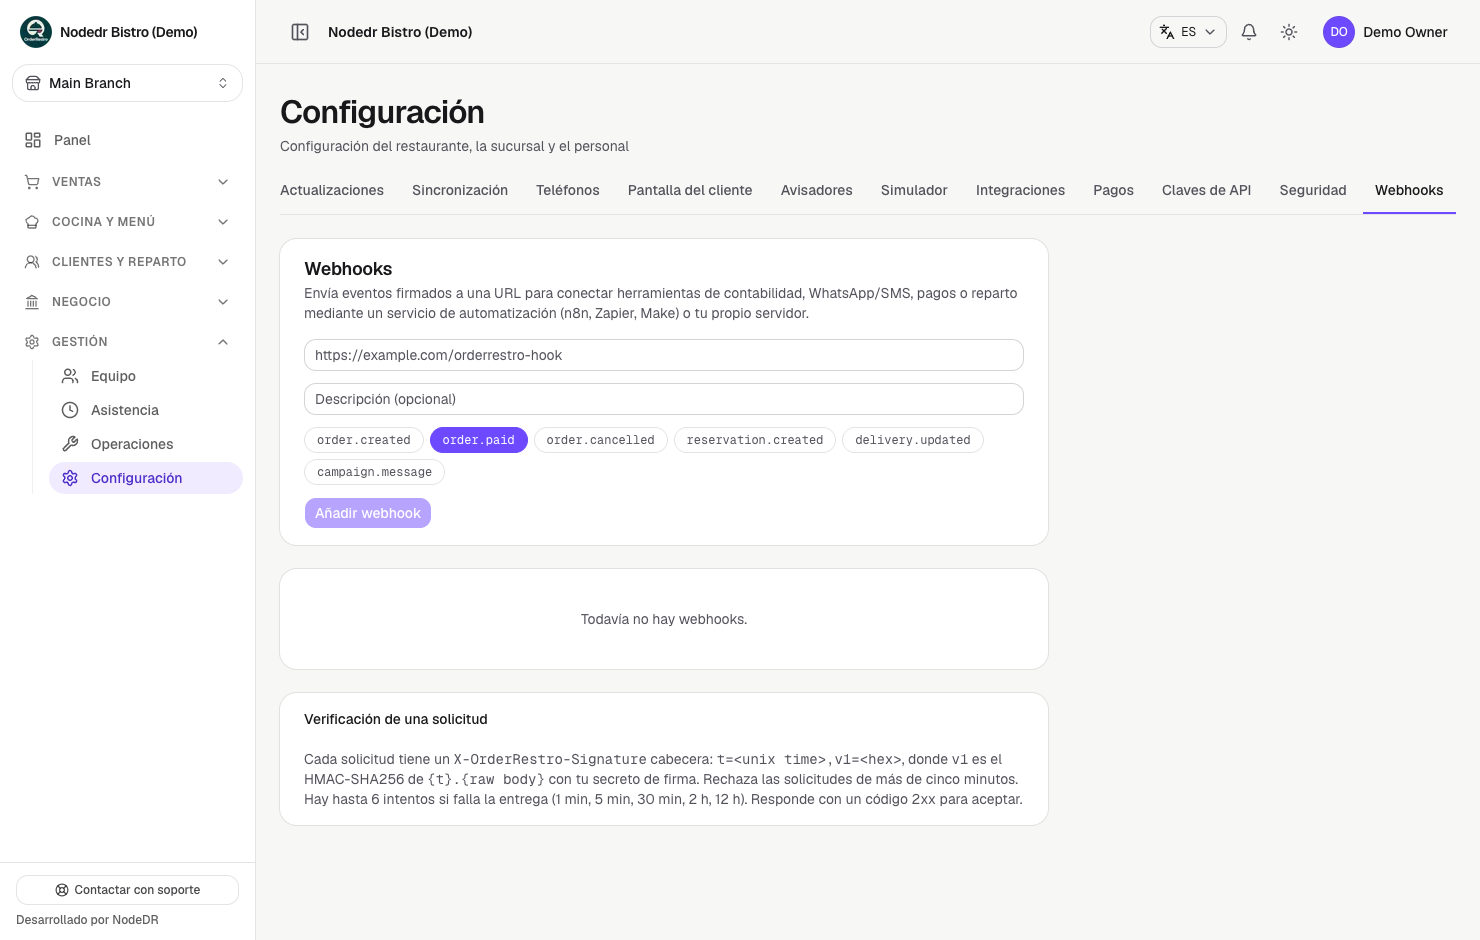 Nodedr Bistro (Demo)
Main Branch
Panel
VENTAS
COCINA Y MENÚ
CLIENTES Y REPARTO
NEGOCIO
GESTIÓN
Equipo
Asistencia
Operaciones
Configuración
Contactar con soporte
Desarrollado por NodeDR
Nodedr Bistro (Demo)
ES
DO
Demo Owner
Configuración
Configuración del restaurante, la sucursal y el personal
Actualizaciones Sincronización Teléfonos Pantalla del cliente Avisadores Simulador Integraciones Pagos Claves de API Seguridad Webhooks
Webhooks
Envía eventos firmados a una URL para conectar herramientas de contabilidad, WhatsApp/SMS, pagos o reparto
mediante un servicio de automatización (n8n, Zapier, Make) o tu propio servidor.
https://example.com/orderrestro-hook
Descripción (opcional)
order.created order.paid order.cancelled reservation.created delivery.updated
campaign.message
Añadir webhook
Todavía no hay webhooks.
Verificación de una solicitud
Cada solicitud tiene un X-OrderRestro-Signature cabecera: t=<unix time>,v1=<hex>, donde v1 es el
HMAC-SHA256 de {t}.{raw body} con tu secreto de firma. Rechaza las solicitudes de más de cinco minutos.
Hay hasta 6 intentos si falla la entrega (1 min, 5 min, 30 min, 2 h, 12 h). Responde con un código 2xx para aceptar.